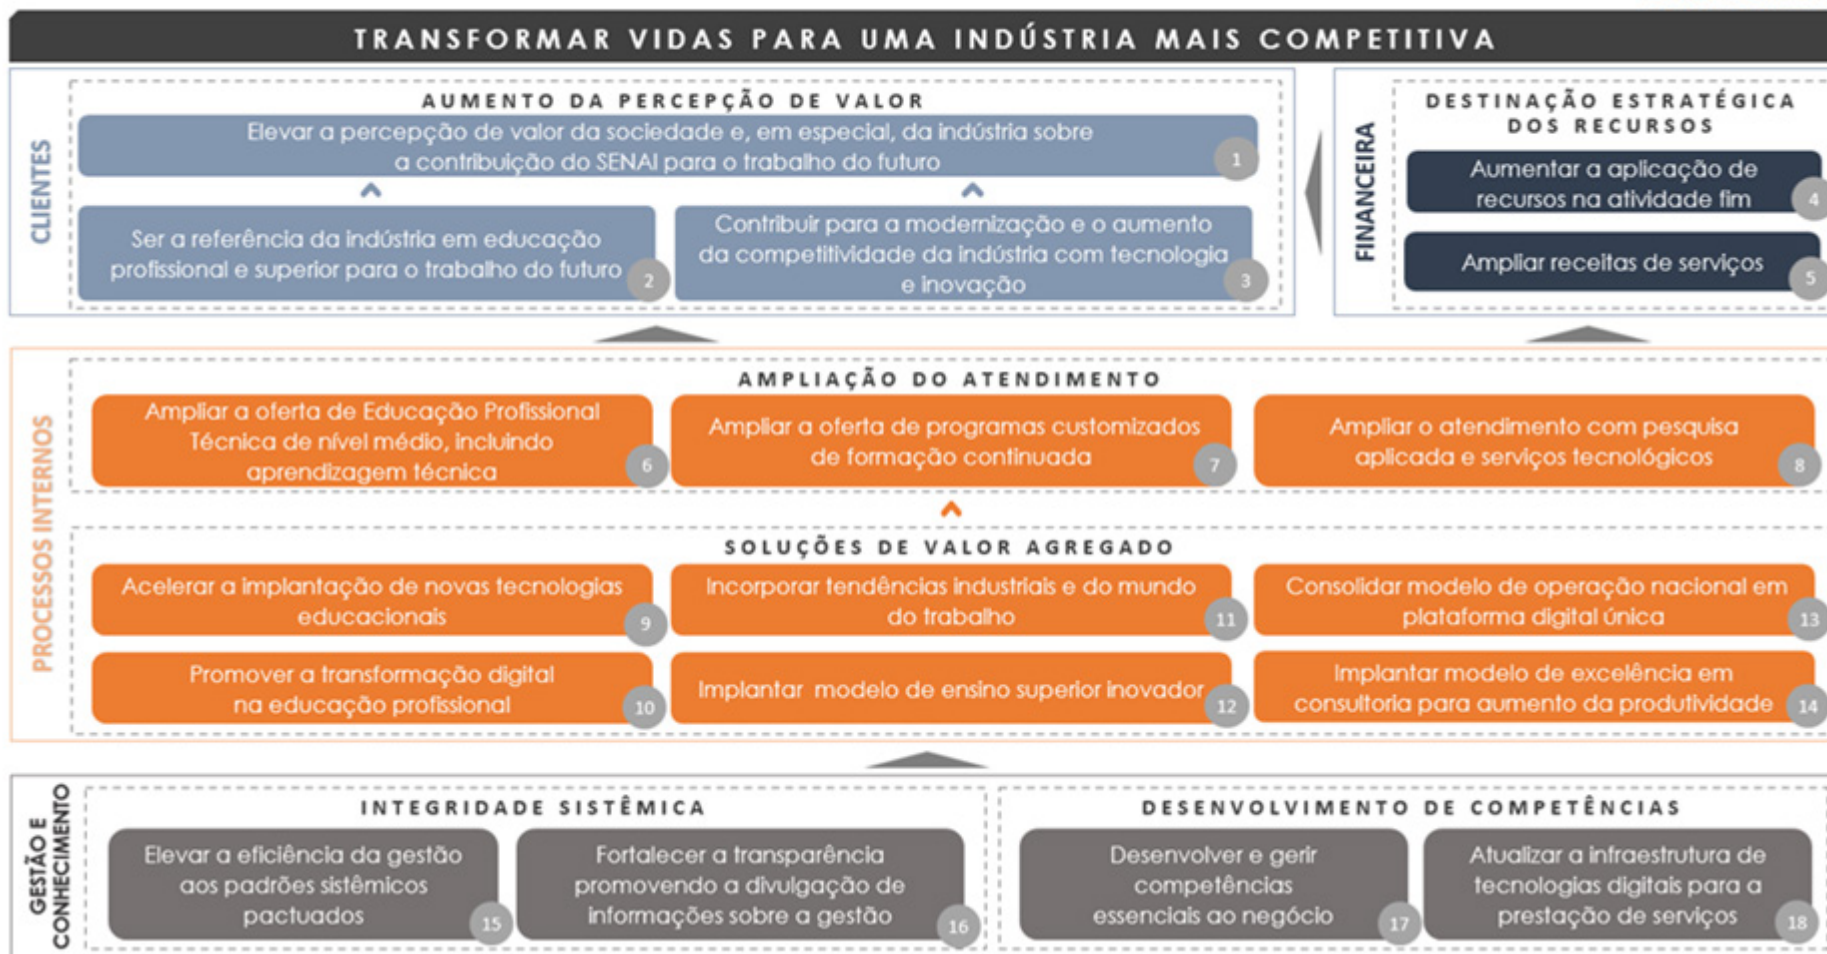 TRANSFORMAR VIDAS PARA UMA INDÚSTRIA MAIS COMPETITIVA
CLIENTES
AUMENTO DA PERCEPÇÃO DE VALOR
Elevar a percepção de valor da sociedade e, em especial, da indústria sobre
a contribuição do SENAI para o trabalho do futuro
1
Ser a referência da indústria em educação
profissional e superior para o trabalho do futuro
2
Contribuir para a modernização e o aumento
da competitividade da indústria com tecnologia
e inovação
3
FINANCEIRA
DESTINAÇÃO ESTRATÉGICA
DOS RECURSOS
Aumentar a aplicação de
recursos na atividade fim
4
Ampliar receitas de serviços
5
PROCESSOS INTERNOS
AMPLIAÇÃO DO ATENDIMENTO
Ampliar a oferta de Educação Profissional
Técnica de nível médio, incluindo
aprendizagem técnica
6
Ampliar a oferta de programas customizados
de formação continuada
7
Ampliar o atendimento com pesquisa
aplicada e serviços tecnológicos
8
SOLUÇÕES DE VALOR AGREGADO
Acelerar a implantação de novas tecnologias
educacionais
9
Incorporar tendências industriais e do mundo
do trabalho
11
Consolidar modelo de operação nacional em
plataforma digital única
13
Promover a transformação digital
na educação profissional
10
Implantar modelo de ensino superior inovador
12
Implantar modelo de excelência em
consultoria para aumento da produtividade
14
GESTÃO E
CONHECIMENTO
INTEGRIDADE SISTÊMICA
Elevar a eficiência da gestão
aos padrões sistêmicos
pactuados
15
Fortalecer a transparência
promovendo a divulgação de
informações sobre a gestão
16
DESENVOLVIMENTO DE COMPETÊNCIAS
Desenvolver e gerir
competências
essenciais ao negócio
17
Atualizar a infraestrutura de
tecnologias digitais para a
prestação de serviços
18